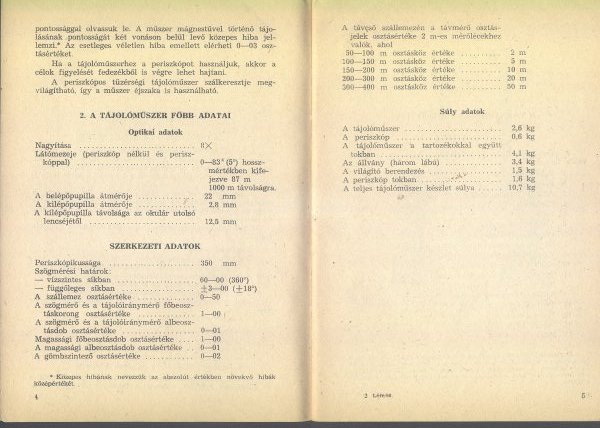 pontossággal olvassuk le. A műszer mágnestűvel történő tájo-
lásának pontosságát két vonáson belül levő közepes hiba jel-
lemzi.* Az esetleges véletlen hiba emellett elérheti 0—03 osz-
tásértéket.
Ha a tájolóműszerhez a periszkópot használjuk, akkor a
célok figyelését fedezékből is végre lehet hajtani.
A periszkópos tüzérségi tájolóműszer szálkeresztje meg-
világítható, így a műszer éjszaka is használható.
2. A TÁJOLÓMŰSZER FŐBB ADATAI
Optikai adatok
Nagyítása
Látómezeje (periszkóp nélkül és perisz-
kóppal) 0—83 (5°) hossz-
mértékben kife-
jezve 87 m
1000 m távolságra.
A belépőpupilla átmérője 22 mm
A kilépőpupilla átmérője 2,8 mm
A kilépőpupilla távolsága az okulár utolsó
lencséjétől 12,5 mm
SZERKEZETI ADATOK
Periszkópikussága 350 mm
Szögmérési határok:
— vízszintes síkban 60—00 (360°)
— függőleges síkban ±3—00 (±18°)
A szállemez osztásértéke 0—50
A szögmérő és a tájolóiránymérő főbeosz-
táskorong osztásértéke 1—00
A szögmérő és a tájolóiránymérő albeosz-
tásdob osztásértéke 0—01
Magassági főbeosztásdob osztásértéke 1—00
A magassági albeosztásdob osztásértéke 0—01
A gömbszintező osztásértéke 0—02
* Közepes hibának nevezzük az abszolút értékben növekvő hibák
középértékét.
4
A távcső szállemezén a távmérő osztás-
jelek osztásértéke 2 m-es mérőlécekhez
valók, ahol
50—100 m osztásköz értéke 2 m
100—150 m osztásköz értéke 5 m
150—200 m osztásköz értéke 10 m
200—300 m osztásköz értéke 20 m
300—400 m osztásköz értéke 50 m
Súly adatok
A tájolóműszer 2,6 kg
A periszkóp 0,6 kg
A tájolóműszer a tartozékokkal együtt
tokban 4,1 kg
Az állvány (három lábú) 3,4 kg
A világító berendezés 1,5 kg
A periszkóp tokban 1,6 kg
A teljes tájolóműszer készlet súlya 10,7 kg
2
5